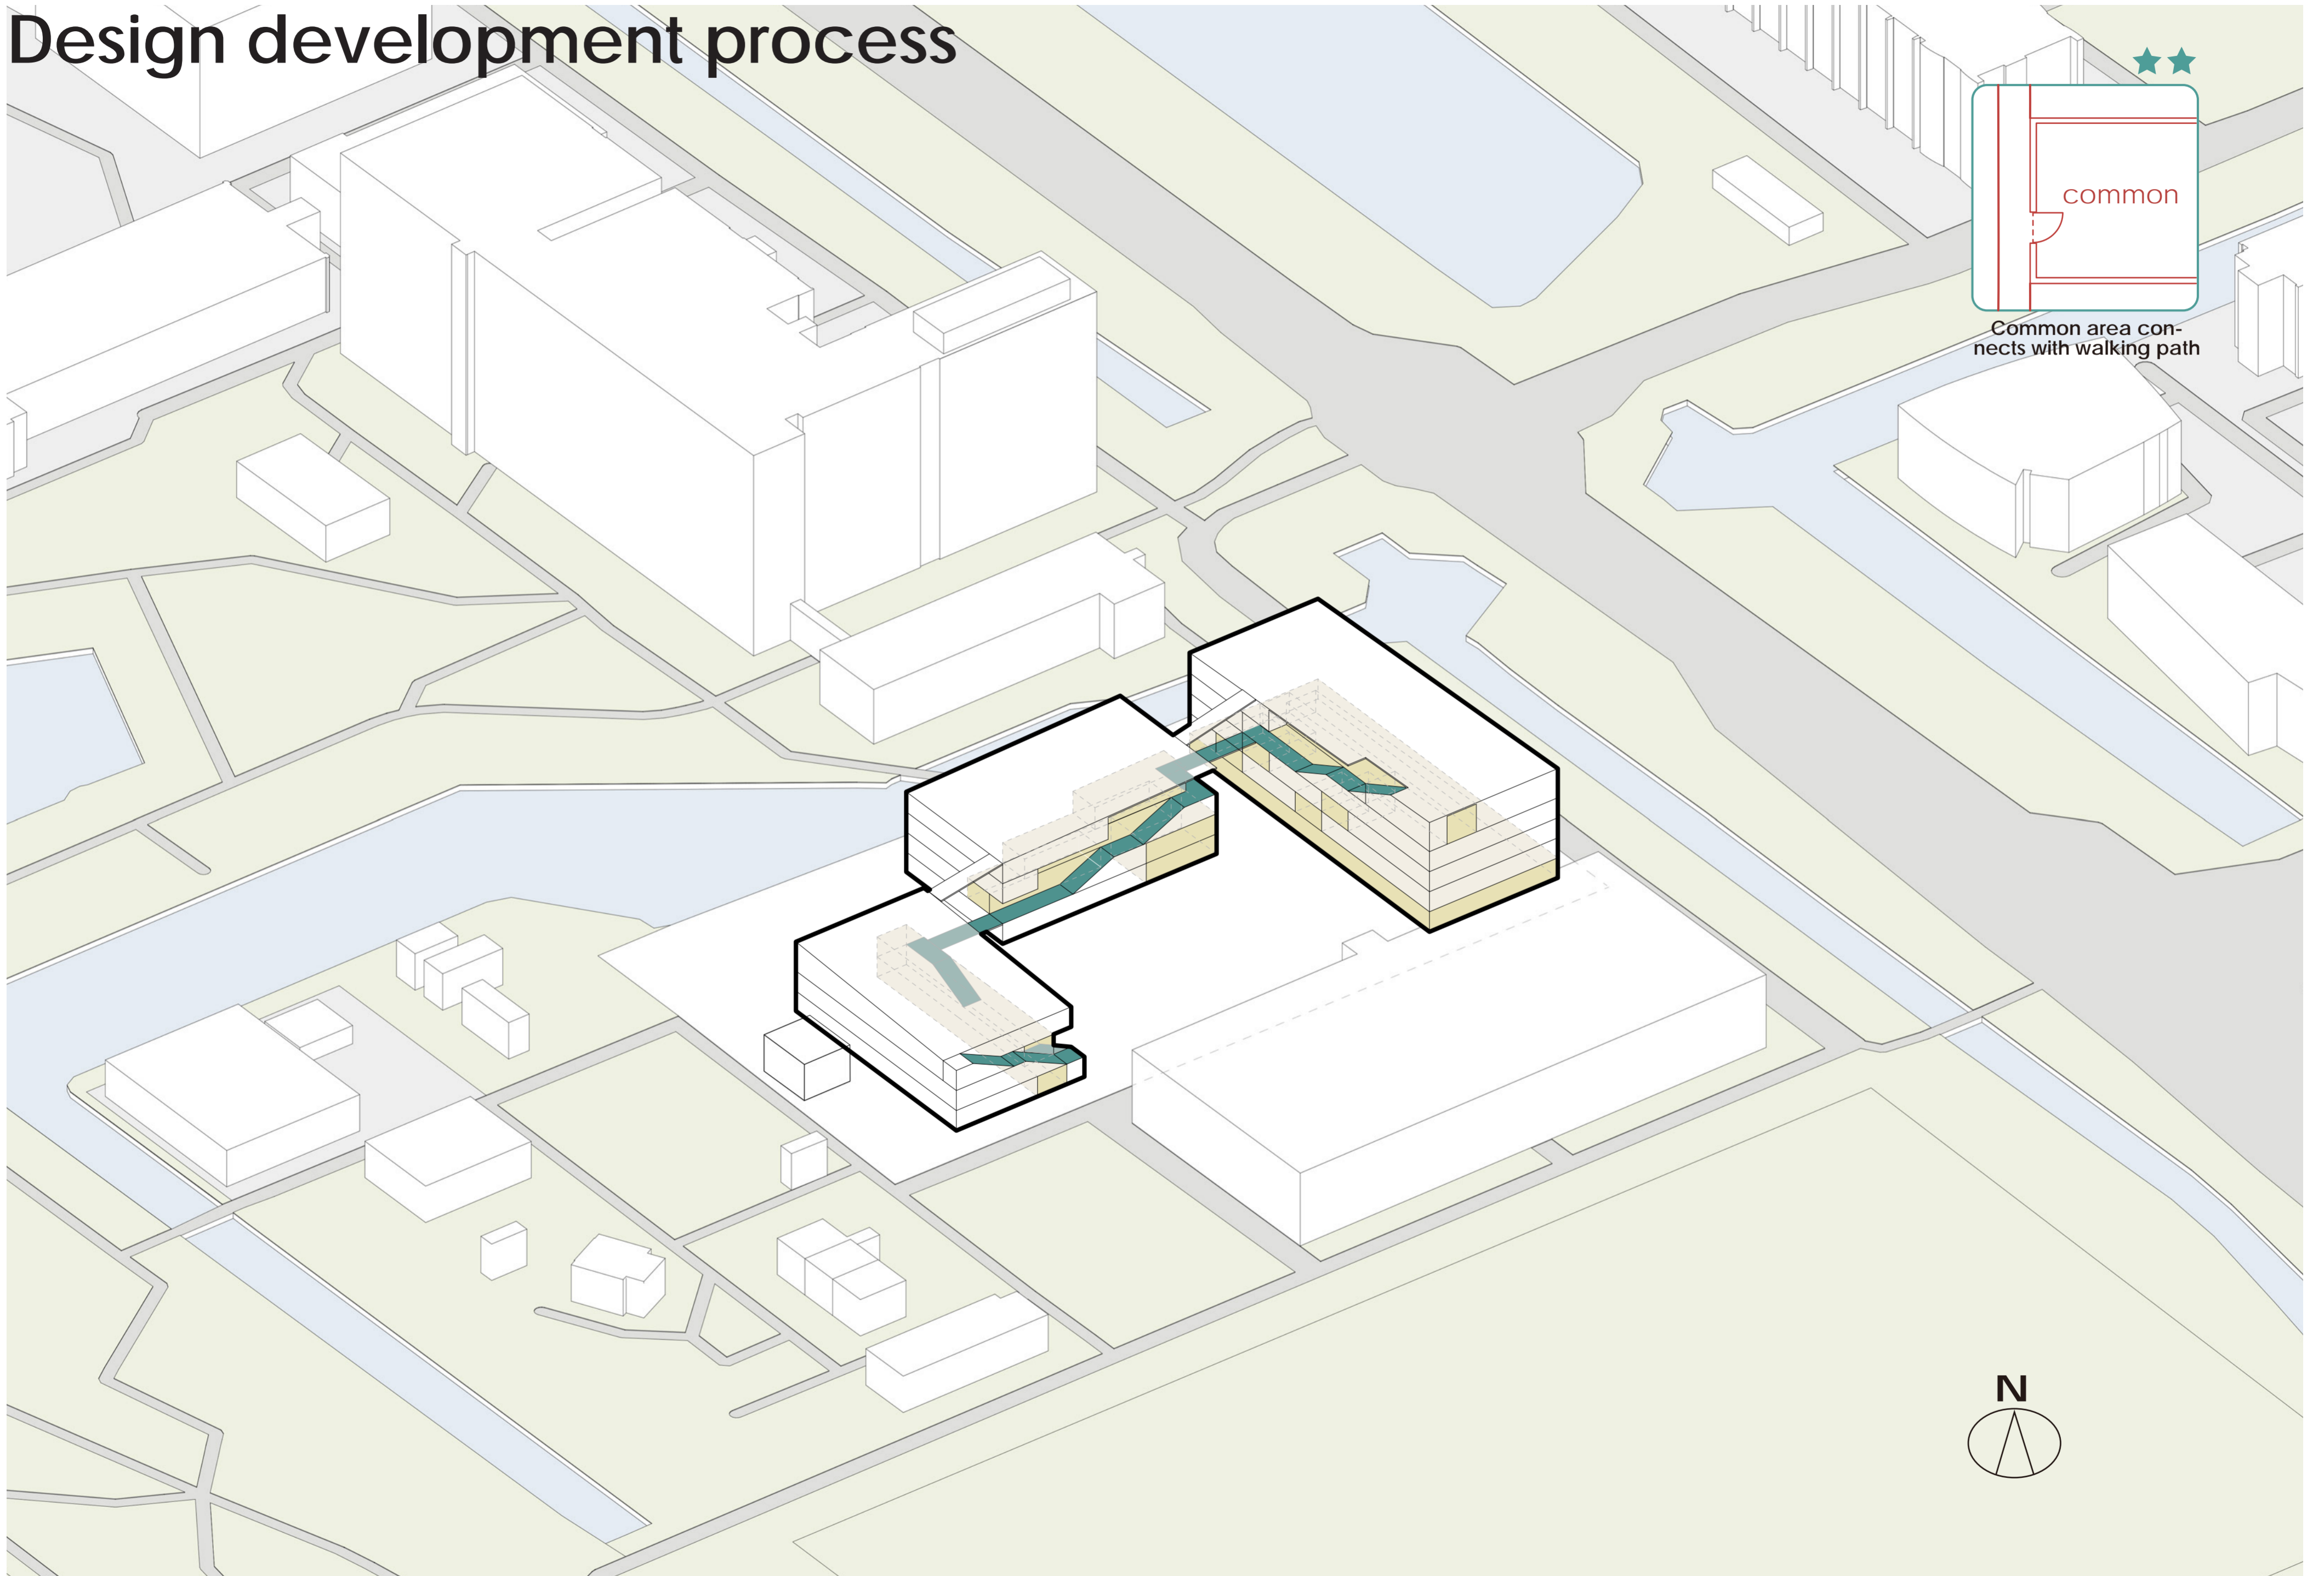 Design development process
common
Common area con-
nects with walking path
N